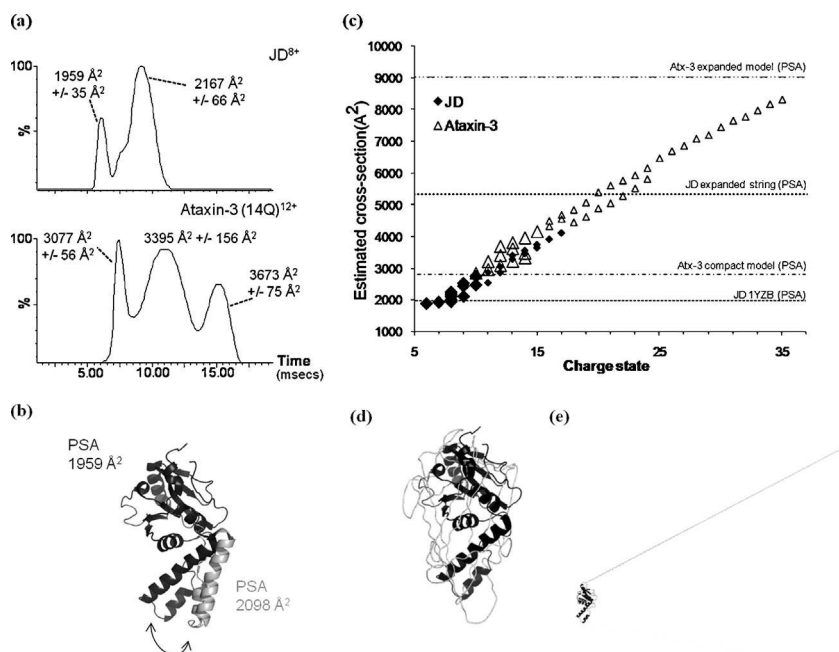 (a)
JD8+
100
%
1959 Å2
+/- 35 Å2
2167 Å2
+/- 66 Å2
Ataxin-3 (14Q)12+
100
%
3077 Å2
+/- 56 Å2
3395 Å2 +/- 156 Å2
3673 Å2
+/- 75 Å2
Time
(msecs)
5.00 10.00 15.00
(c)
Estimated cross-section(A2)
10000
9000
8000
7000
6000
5000
4000
3000
2000
1000
JD
Ataxin-3
Atx-3 expanded model (PSA)
JD expanded string (PSA)
Atx-3 compact model (PSA)
JD 1YZB (PSA)
5 15 25 35
Charge state
(b)
PSA
1959 Å2
PSA
2098 Å2
(d)
(e)